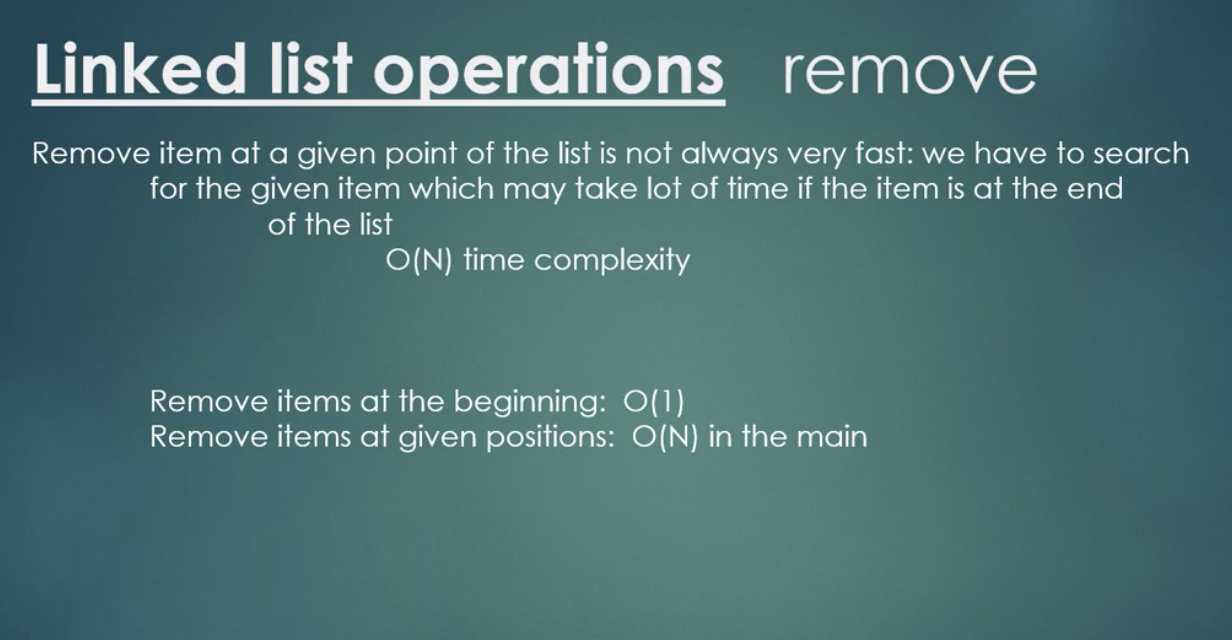 Linked list operations remove
Remove item at a given point of the list is not always very fast: we have to search
for the given item which may take lot of time if the item is at the end
of the list
O(N) time complexity
Remove items at the beginning: O(1)
Remove items at given positions: O(N) in the main